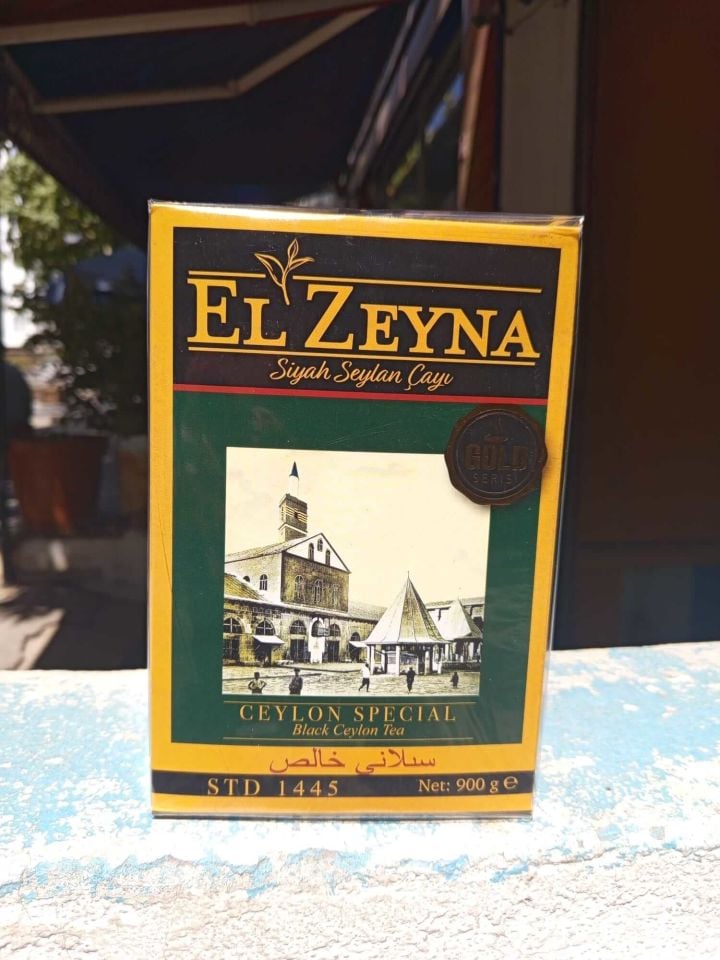 EL ZEYNA
Siyah Seylan Çayı
GOLD
SERİSİ
CEYLON SPECIAL
Black Ceylon Tea
سيلاني خالص
STD 1445
Net: 900 g ℮